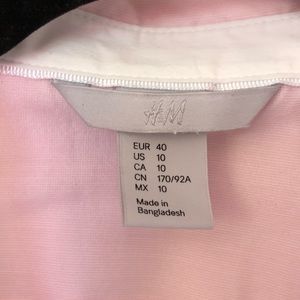 H&M
EUR 40
US 10
CA 10
CN 170/92A
MX 10
Made in
Bangladesh